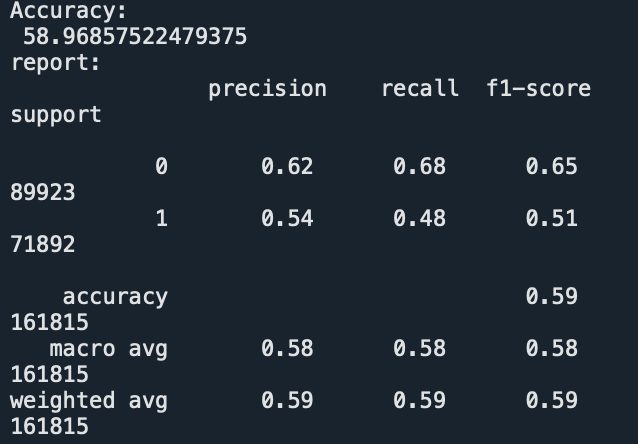 Accuracy:
58.96857522479375
report:
precision recall f1-score
support
0 0.62 0.68 0.65
89923
1 0.54 0.48 0.51
71892
accuracy 0.59
161815
macro avg 0.58 0.58 0.58
161815
weighted avg 0.59 0.59 0.59
161815